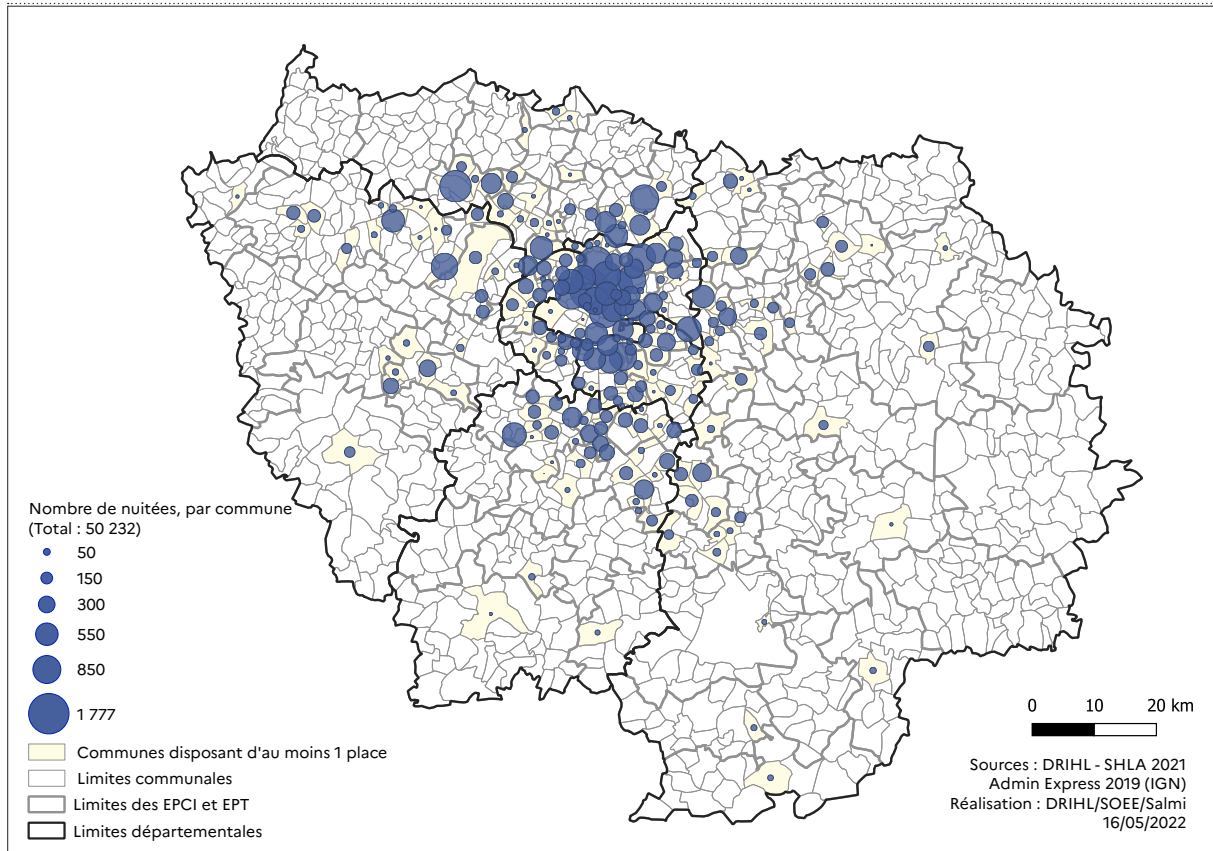 Nombre de nuitées, par commune
(Total : 50 232)
50
150
300
550
850
1 777
Communes disposant d'au moins 1 place
Limites communales
Limites des EPCI et EPT
Limites départementales
0 10 20 km
Sources : DRIHL - SHLA 2021
Admin Express 2019 (IGN)
Réalisation : DRIHL/SOEE/Salmi
16/05/2022